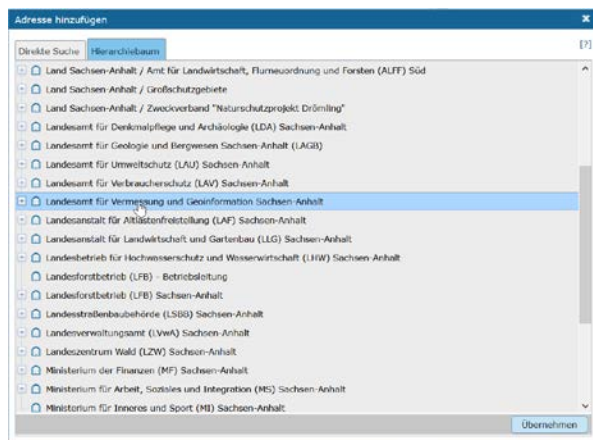 Adresse hinzufügen
[?]
Direkte Suche Hierarchiebaum
Land Sachsen-Anhalt / Amt für Landwirtschaft, Flurneuordnung und Forsten (ALFF) Süd
Land Sachsen-Anhalt / Großschutzgebiete
Land Sachsen-Anhalt / Zweckverband "Naturschutzprojekt Drömling"
Landesamt für Denkmalpflege und Archäologie (LDA) Sachsen-Anhalt
Landesamt für Geologie und Bergwesen Sachsen-Anhalt (LAGB)
Landesamt für Umweltschutz (LAU) Sachsen-Anhalt
Landesamt für Verbraucherschutz (LAV) Sachsen-Anhalt
Landesamt für Vermessung und Geoinformation Sachsen-Anhalt
Landesanstalt für Altlastenfreistellung (LAF) Sachsen-Anhalt
Landesanstalt für Landwirtschaft und Gartenbau (LLG) Sachsen-Anhalt
Landesbetrieb für Hochwasserschutz und Wasserwirtschaft (LHW) Sachsen-Anhalt
Landesforstbetrieb (LFB) - Betriebsleitung
Landesforstbetrieb (LFB) Sachsen-Anhalt
Landesstraßenbaubehörde (LSBB) Sachsen-Anhalt
Landesverwaltungsamt (LVwA) Sachsen-Anhalt
Landeszentrum Wald (LZW) Sachsen-Anhalt
Ministerium der Finanzen (MF) Sachsen-Anhalt
Ministerium für Arbeit, Soziales und Integration (MS) Sachsen-Anhalt
Ministerium für Inneres und Sport (MI) Sachsen-Anhalt
Übernehmen